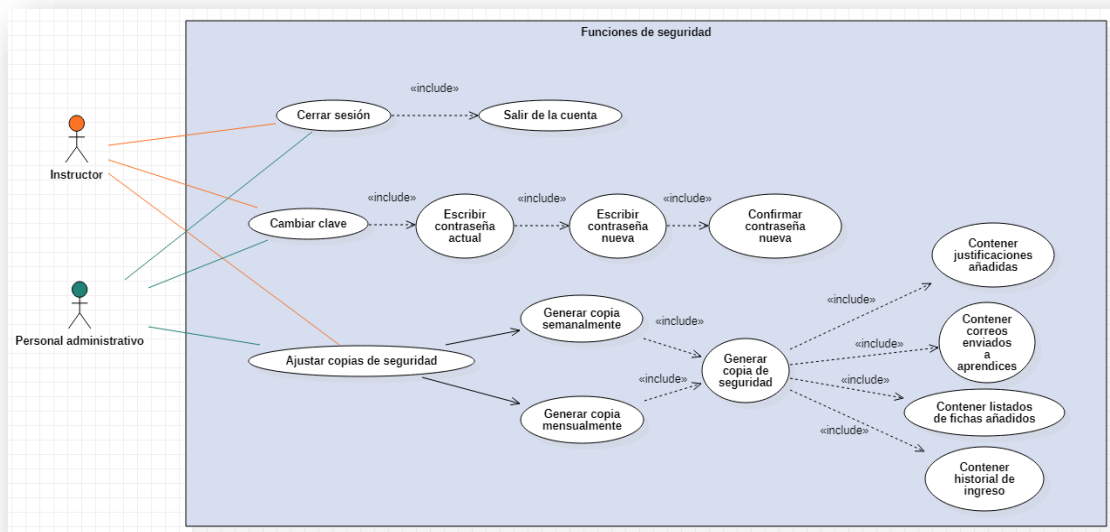 Funciones de seguridad
«include»
Cerrar sesión
Salir de la cuenta
Instructor
«include»
«include»
«include»
Cambiar clave
Escribir
contraseña
actual
Escribir
contraseña
nueva
Confirmar
contraseña
nueva
Contener
justificaciones
añadidas
Personal administrativo
Generar copia
semanalmente
«include»
«include»
Ajustar copias de seguridad
Generar
copia de
seguridad
«include»
Contener
correos
enviados
a
aprendices
Generar copia
mensualmente
«include»
«include»
Contener listados
de fichas añadidos
«include»
Contener
historial de
ingreso